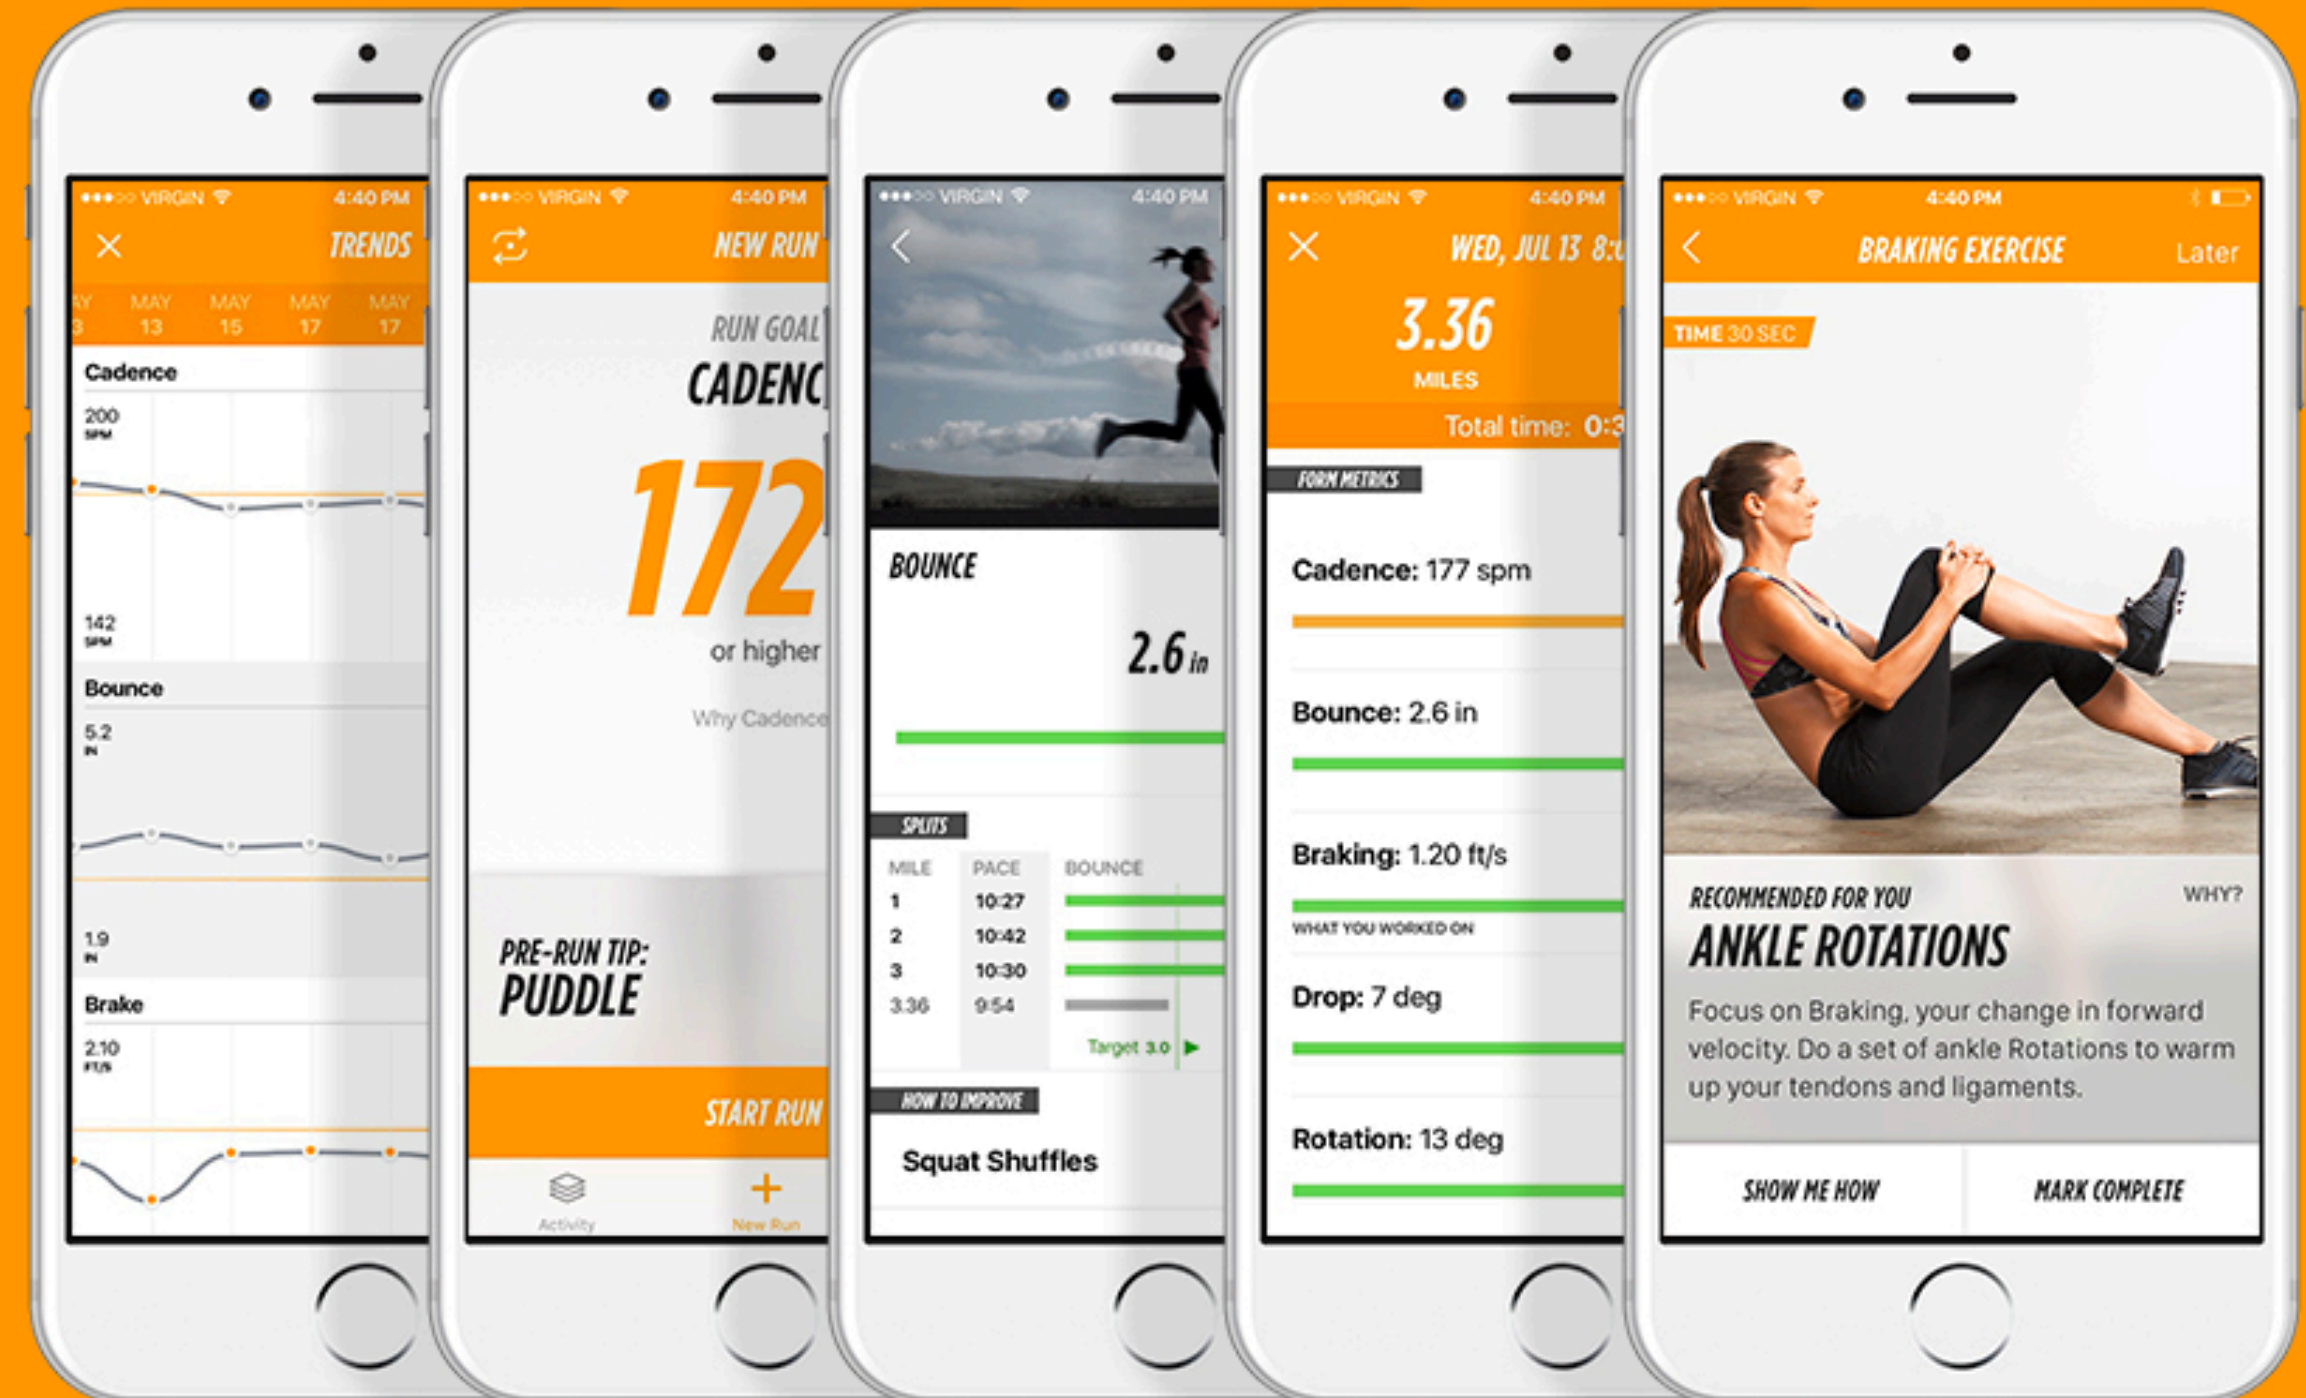 VIRGIN 4:40 PM
TRENDS
MAY MAY MAY MAY
13 15 17 17
Cadence
200
SPM
142
SPM
Bounce
5.2
IN
1.9
IN
Brake
2.10
FT/S
VIRGIN 4:40 PM
NEW RUN
RUN GOAL
CADENC
172
or higher
Why Cadence
PRE-RUN TIP:
PUDDLE
START RUN
Activity New Run
VIRGIN 4:40 PM
BOUNCE
2.6 in
SPLITS
MILE PACE BOUNCE
1 10:27
2 10:42
3 10:30
3.36 9:54
Target 3.0
HOW TO IMPROVE
Squat Shuffles
VIRGIN 4:40 PM
WED, JUL 13 8:
3.36
MILES
Total time: 0:3
FORM METRICS
Cadence: 177 spm
Bounce: 2.6 in
Braking: 1.20 ft/s
WHAT YOU WORKED ON
Drop: 7 deg
Rotation: 13 deg
VIRGIN 4:40 PM
BRAKING EXERCISE Later
TIME 30 SEC
RECOMMENDED FOR YOU WHY?
ANKLE ROTATIONS
Focus on Braking, your change in forward
velocity. Do a set of ankle Rotations to warm
up your tendons and ligaments.
SHOW ME HOW MARK COMPLETE